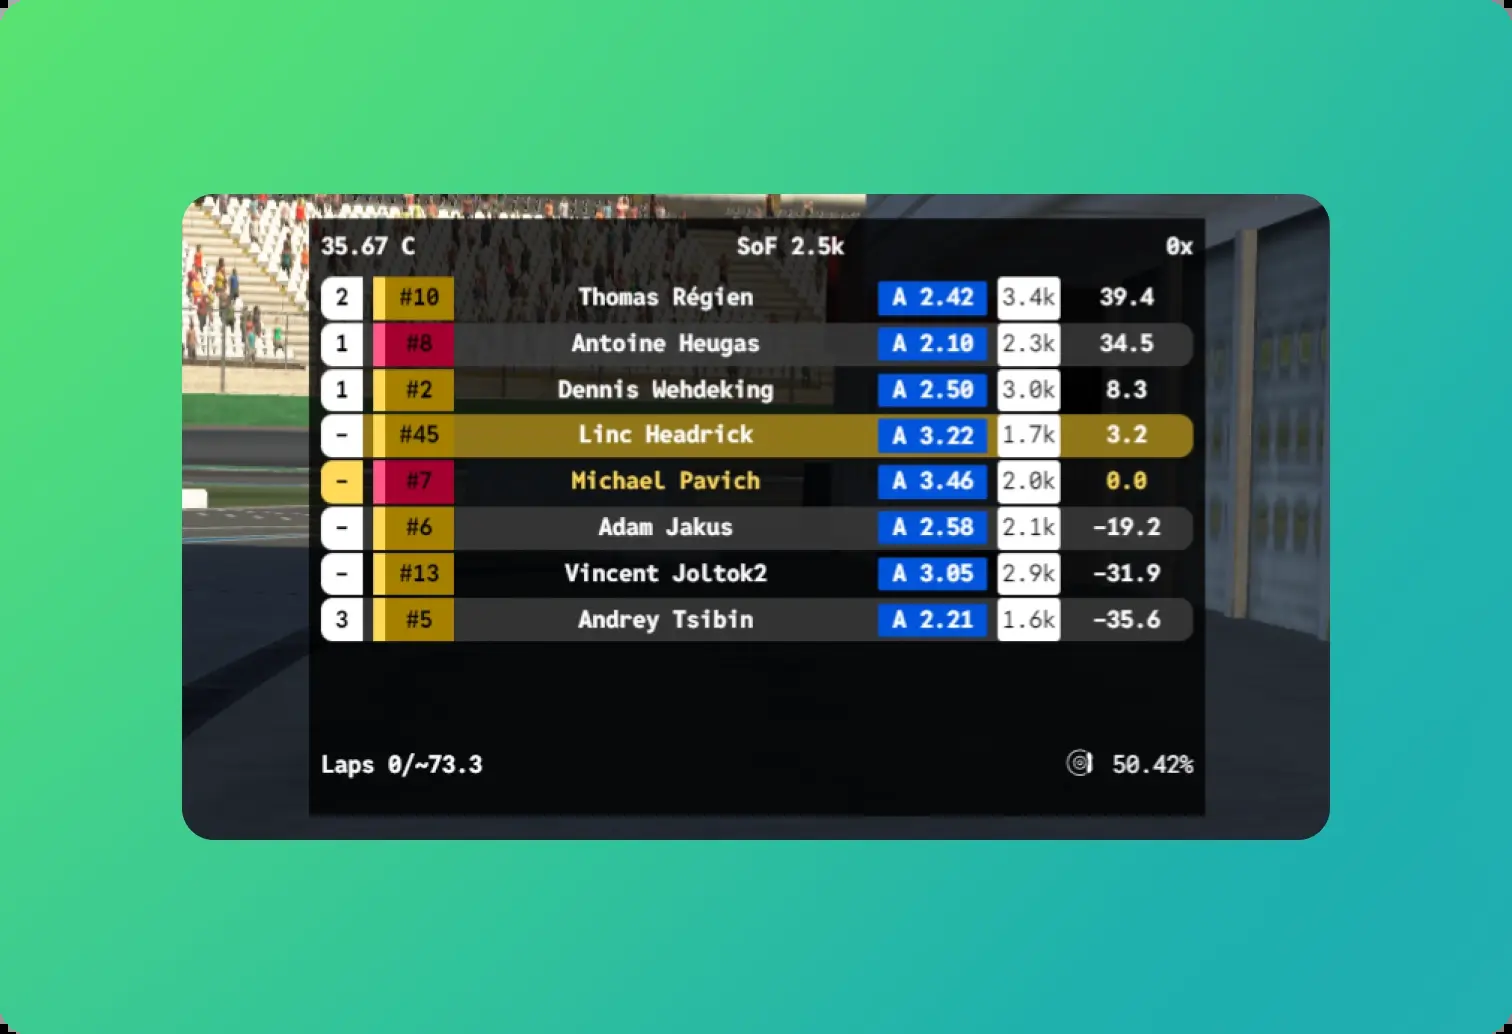 35.67 C SoF 2.5k 0x
2 #10 Thomas Régien A 2.42 3.4k 39.4
1 #8 Antoine Heugas A 2.10 2.3k 34.5
1 #2 Dennis Wehdeking A 2.50 3.0k 8.3
- #45 Linc Headrick A 3.22 1.7k 3.2
- #7 Michael Pavich A 3.46 2.0k 0.0
- #6 Adam Jakus A 2.58 2.1k -19.2
- #13 Vincent Joltok2 A 3.05 2.9k -31.9
3 #5 Andrey Tsibin A 2.21 1.6k -35.6
Laps 0/~73.3 50.42%